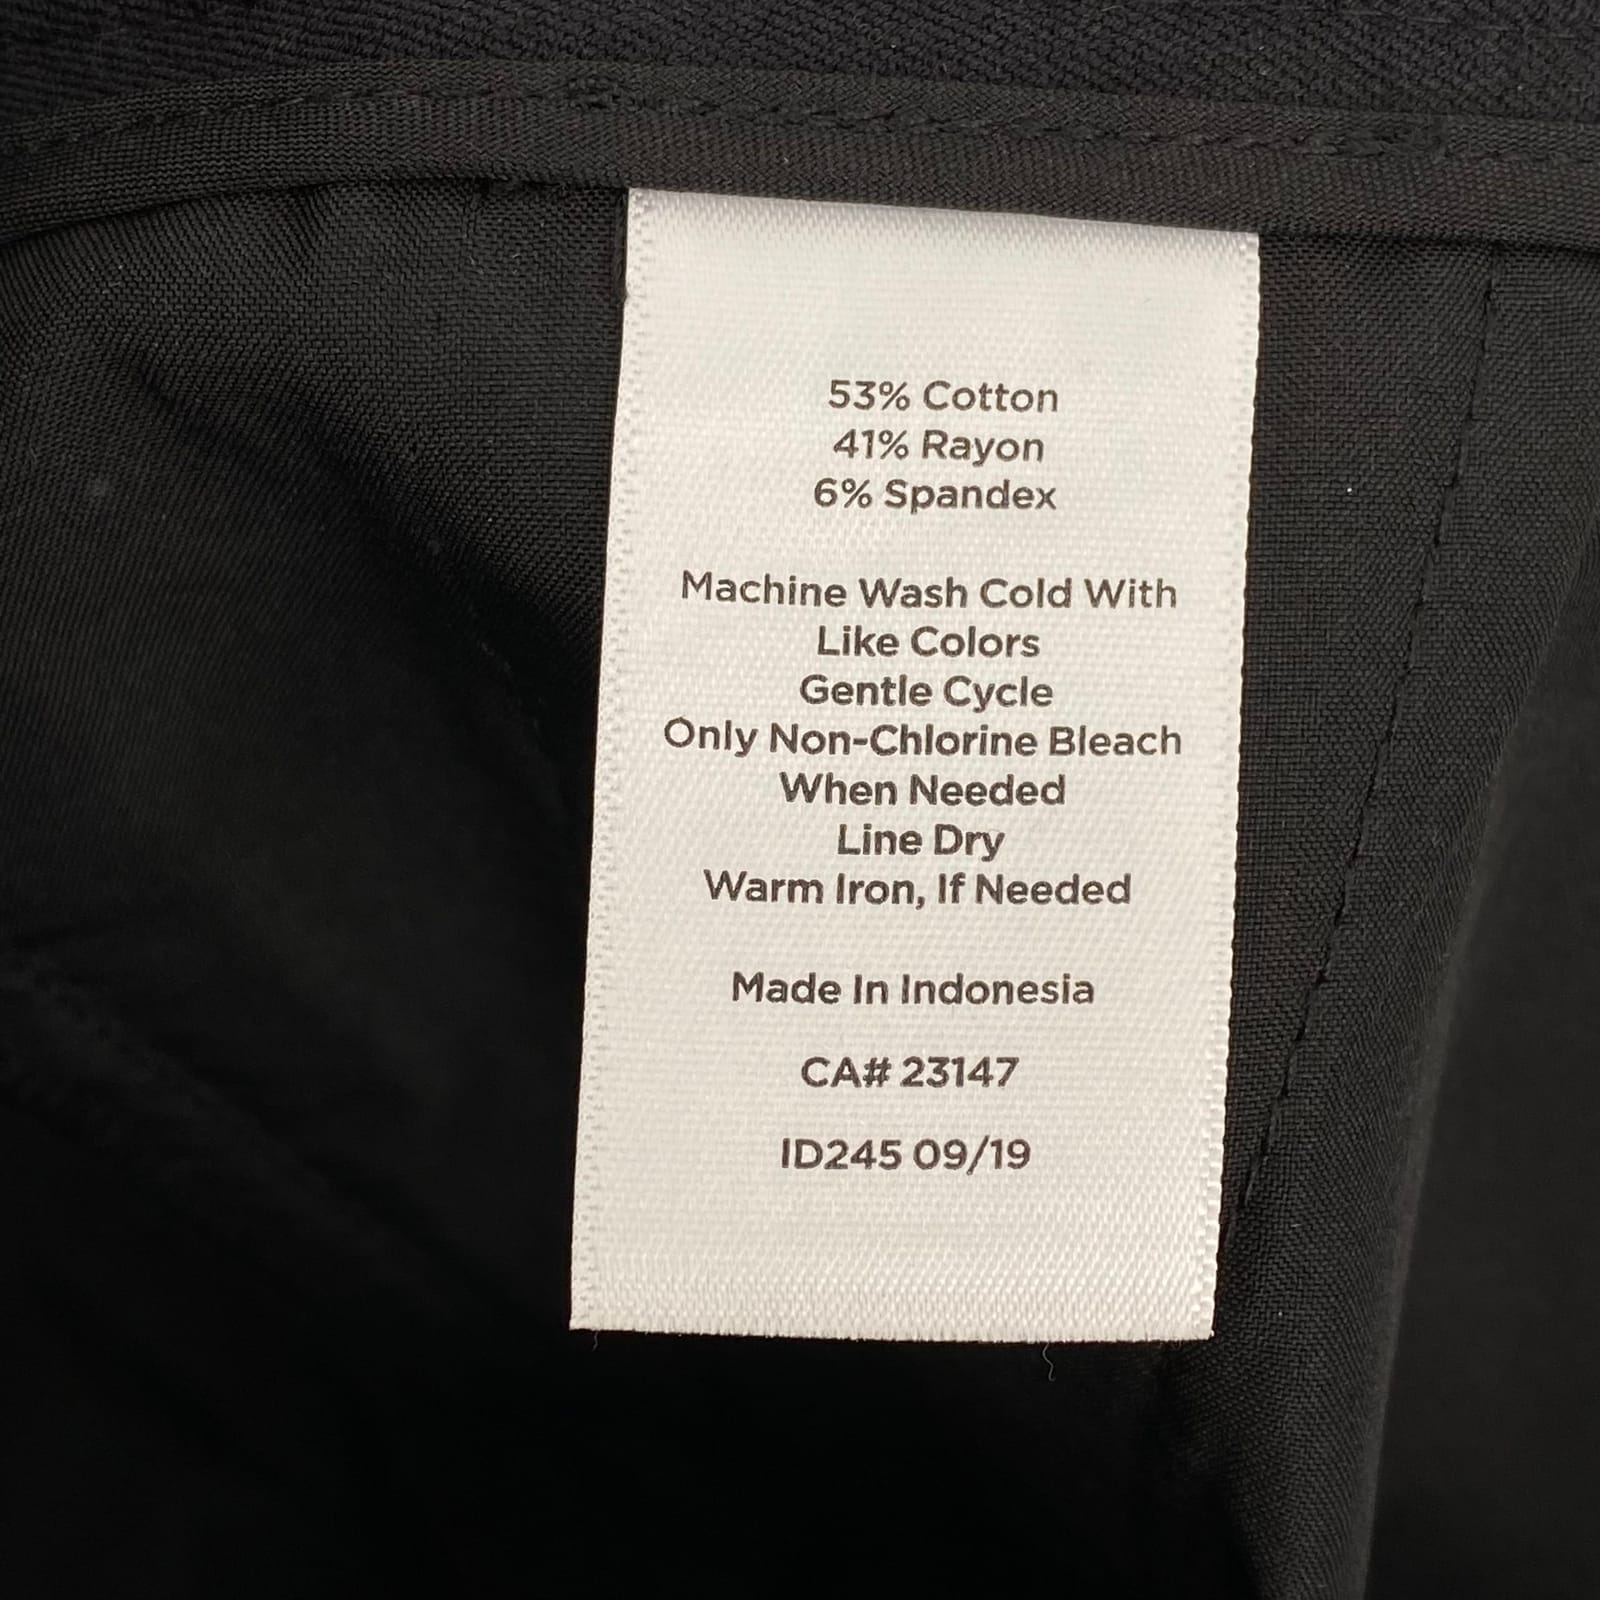 53% Cotton
41% Rayon
6% Spandex
Machine Wash Cold With
Like Colors
Gentle Cycle
Only Non-Chlorine Bleach
When Needed
Line Dry
Warm Iron, If Needed
Made In Indonesia
CA# 23147
ID245 09/19